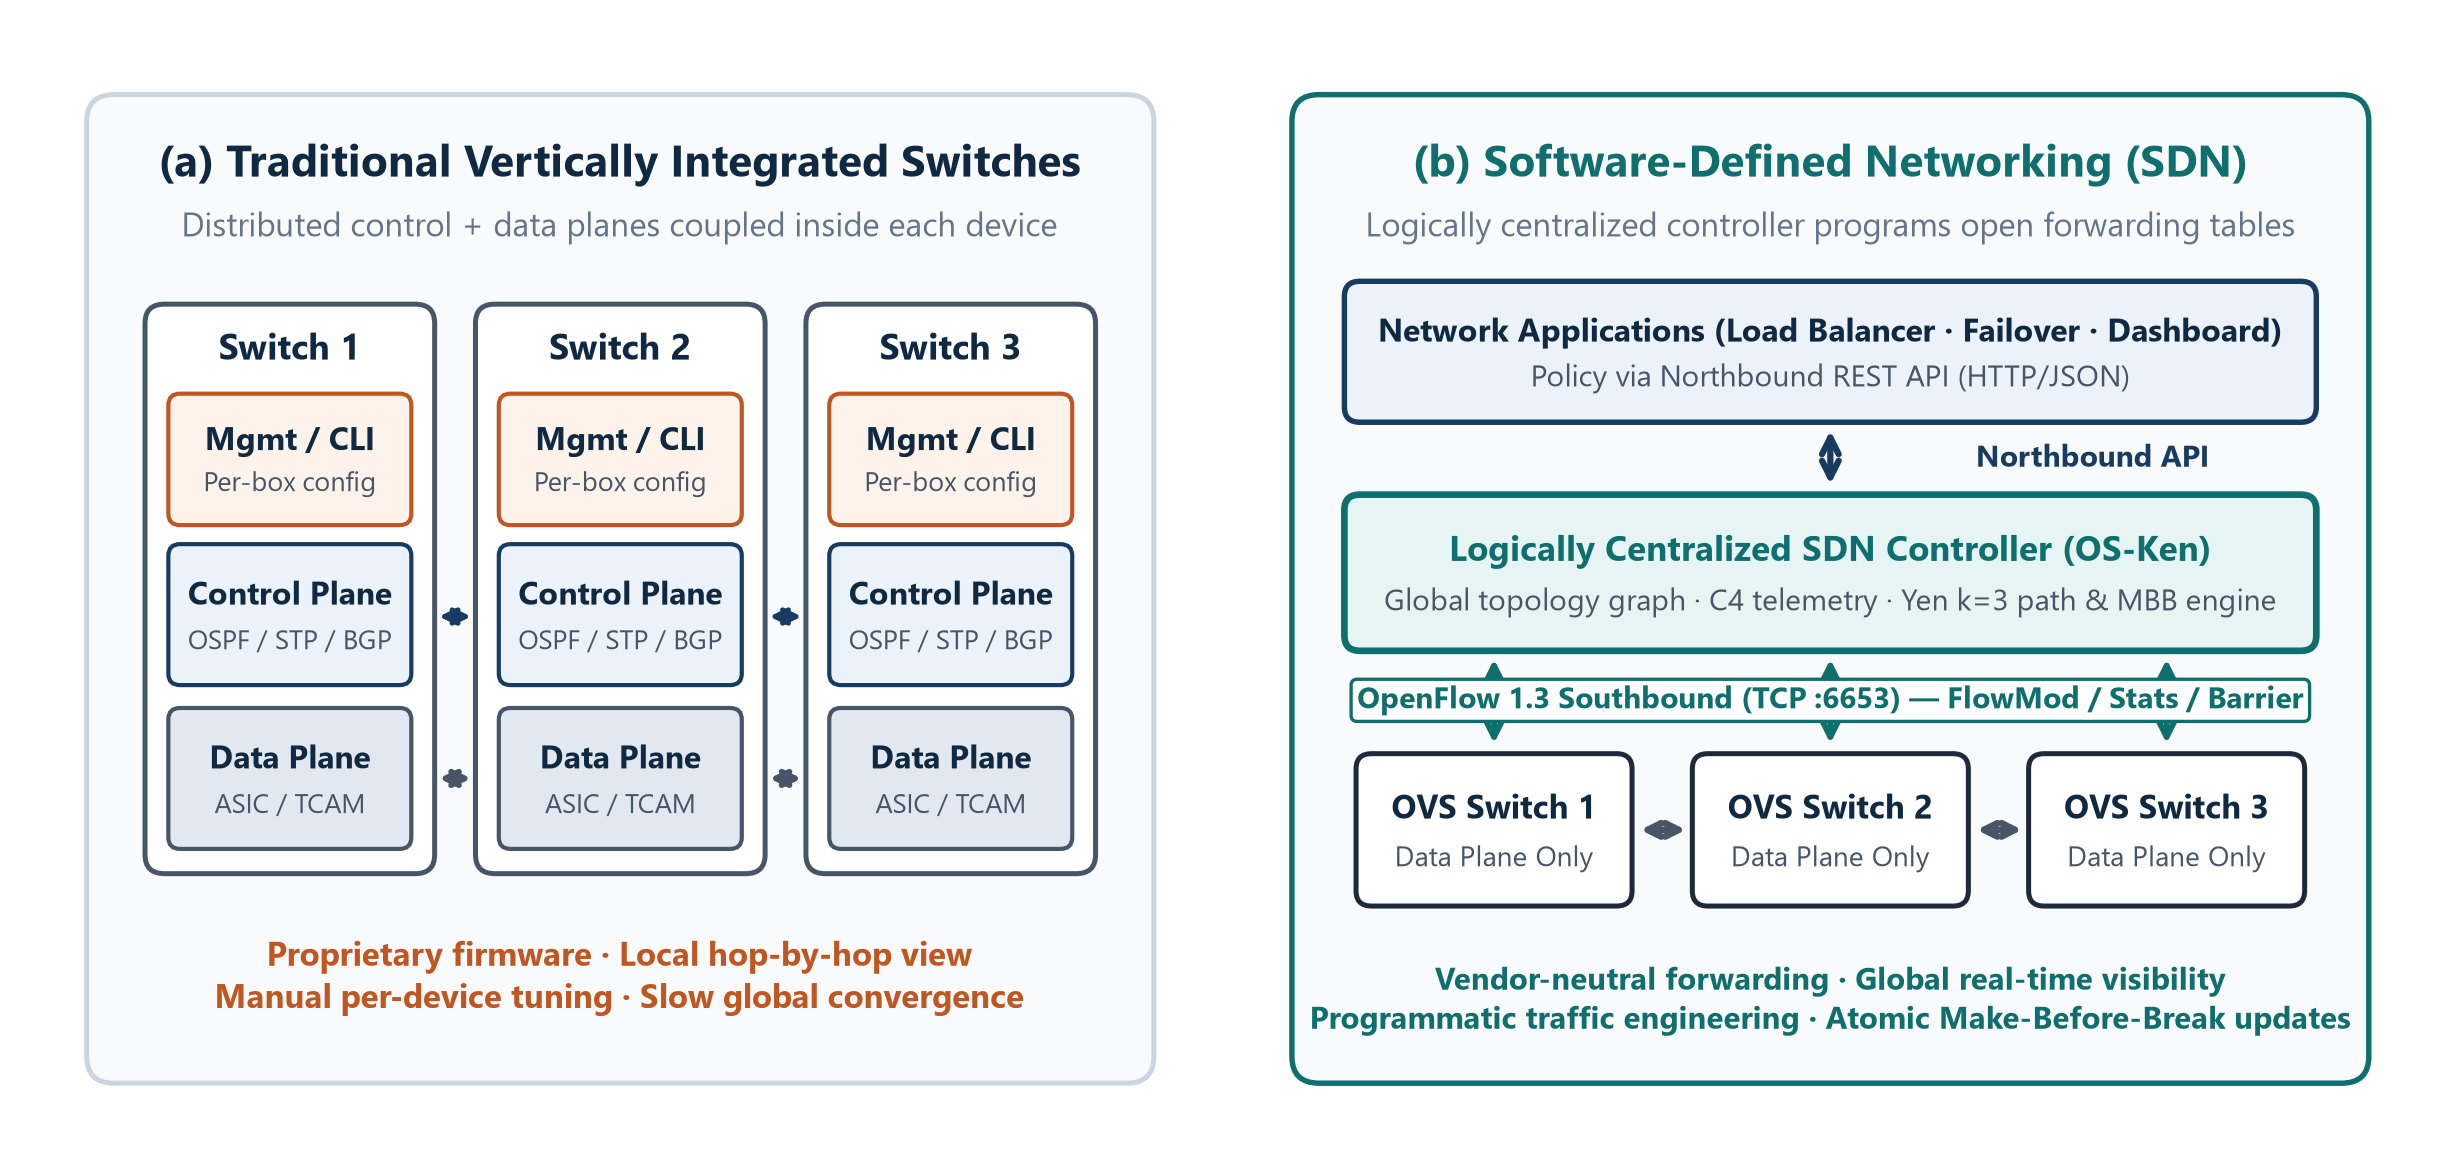 (a) Traditional Vertically Integrated Switches
Distributed control + data planes coupled inside each device
Switch 1
Mgmt / CLI
Per-box config
Control Plane
OSPF / STP / BGP
Data Plane
ASIC / TCAM
Switch 2
Mgmt / CLI
Per-box config
Control Plane
OSPF / STP / BGP
Data Plane
ASIC / TCAM
Switch 3
Mgmt / CLI
Per-box config
Control Plane
OSPF / STP / BGP
Data Plane
ASIC / TCAM
Proprietary firmware · Local hop-by-hop view
Manual per-device tuning · Slow global convergence
(b) Software-Defined Networking (SDN)
Logically centralized controller programs open forwarding tables
Network Applications (Load Balancer · Failover · Dashboard)
Policy via Northbound REST API (HTTP/JSON)
Northbound API
Logically Centralized SDN Controller (OS-Ken)
Global topology graph · C4 telemetry · Yen k=3 path & MBB engine
OpenFlow 1.3 Southbound (TCP :6653) — FlowMod / Stats / Barrier
OVS Switch 1
Data Plane Only
OVS Switch 2
Data Plane Only
OVS Switch 3
Data Plane Only
Vendor-neutral forwarding · Global real-time visibility
Programmatic traffic engineering · Atomic Make-Before-Break updates